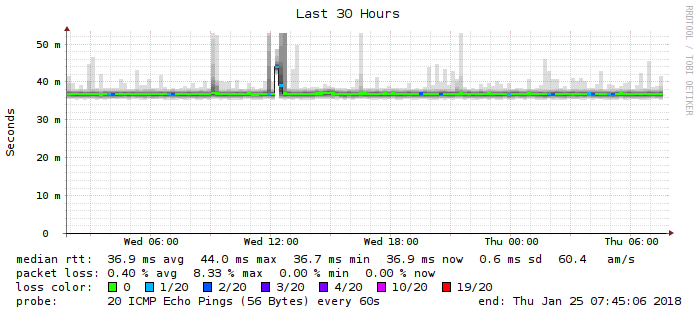 Last 30 Hours
RRDTOOL / TOBI OETIKER
Seconds
50 m
40 m
30 m
20 m
10 m
0
Wed 06:00 Wed 12:00 Wed 18:00 Thu 00:00 Thu 06:00
median rtt: 36.9 ms avg 44.0 ms max 36.7 ms min 36.9 ms now 0.6 ms sd 60.4 am/s
packet loss: 0.40 % avg 8.33 % max 0.00 % min 0.00 % now
loss color: 0 1/20 2/20 3/20 4/20 10/20 19/20
probe: 20 ICMP Echo Pings (56 Bytes) every 60s end: Thu Jan 25 07:45:06 2018